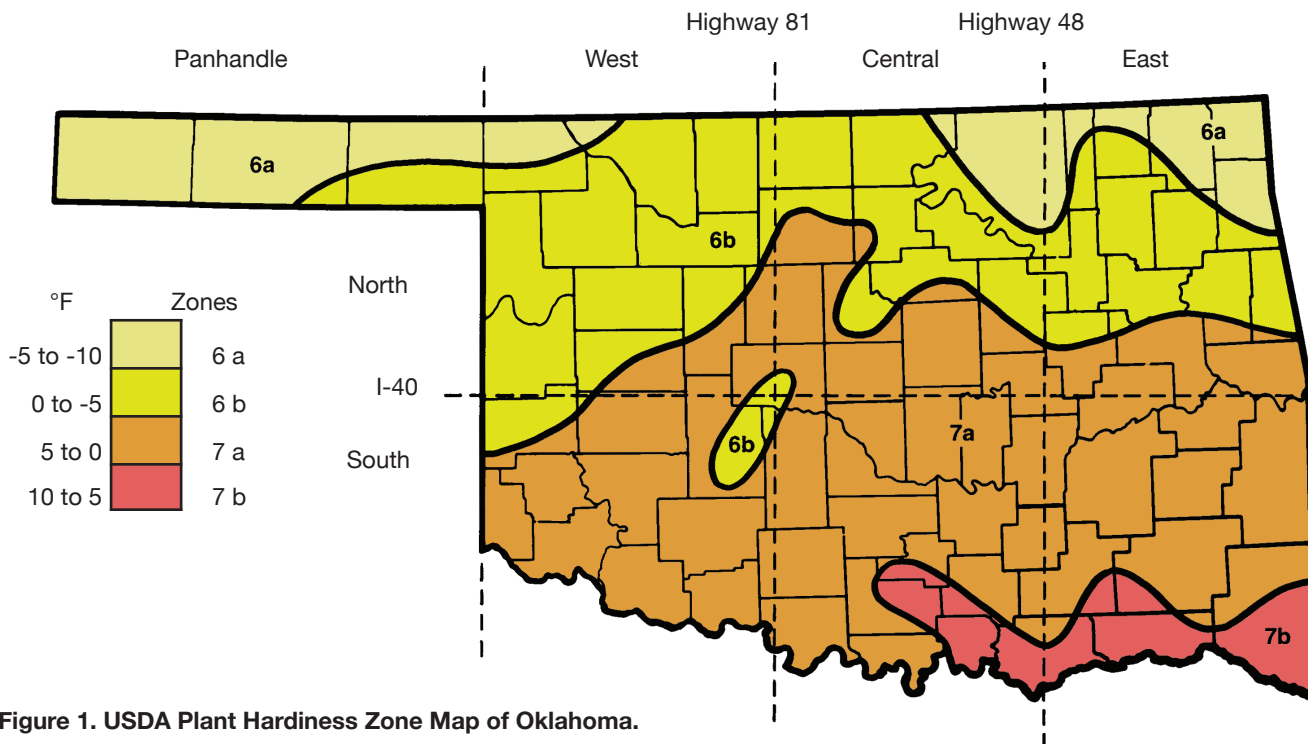 Highway 81
Highway 48
Panhandle
West
Central
East
6a
6a
6b
North
°F
Zones
-5 to -10
6 a
I-40
0 to -5
6 b
7a
5 to 0
7 a
6b
South
10 to 5
7 b
7b
Figure 1. USDA Plant Hardiness Zone Map of Oklahoma.